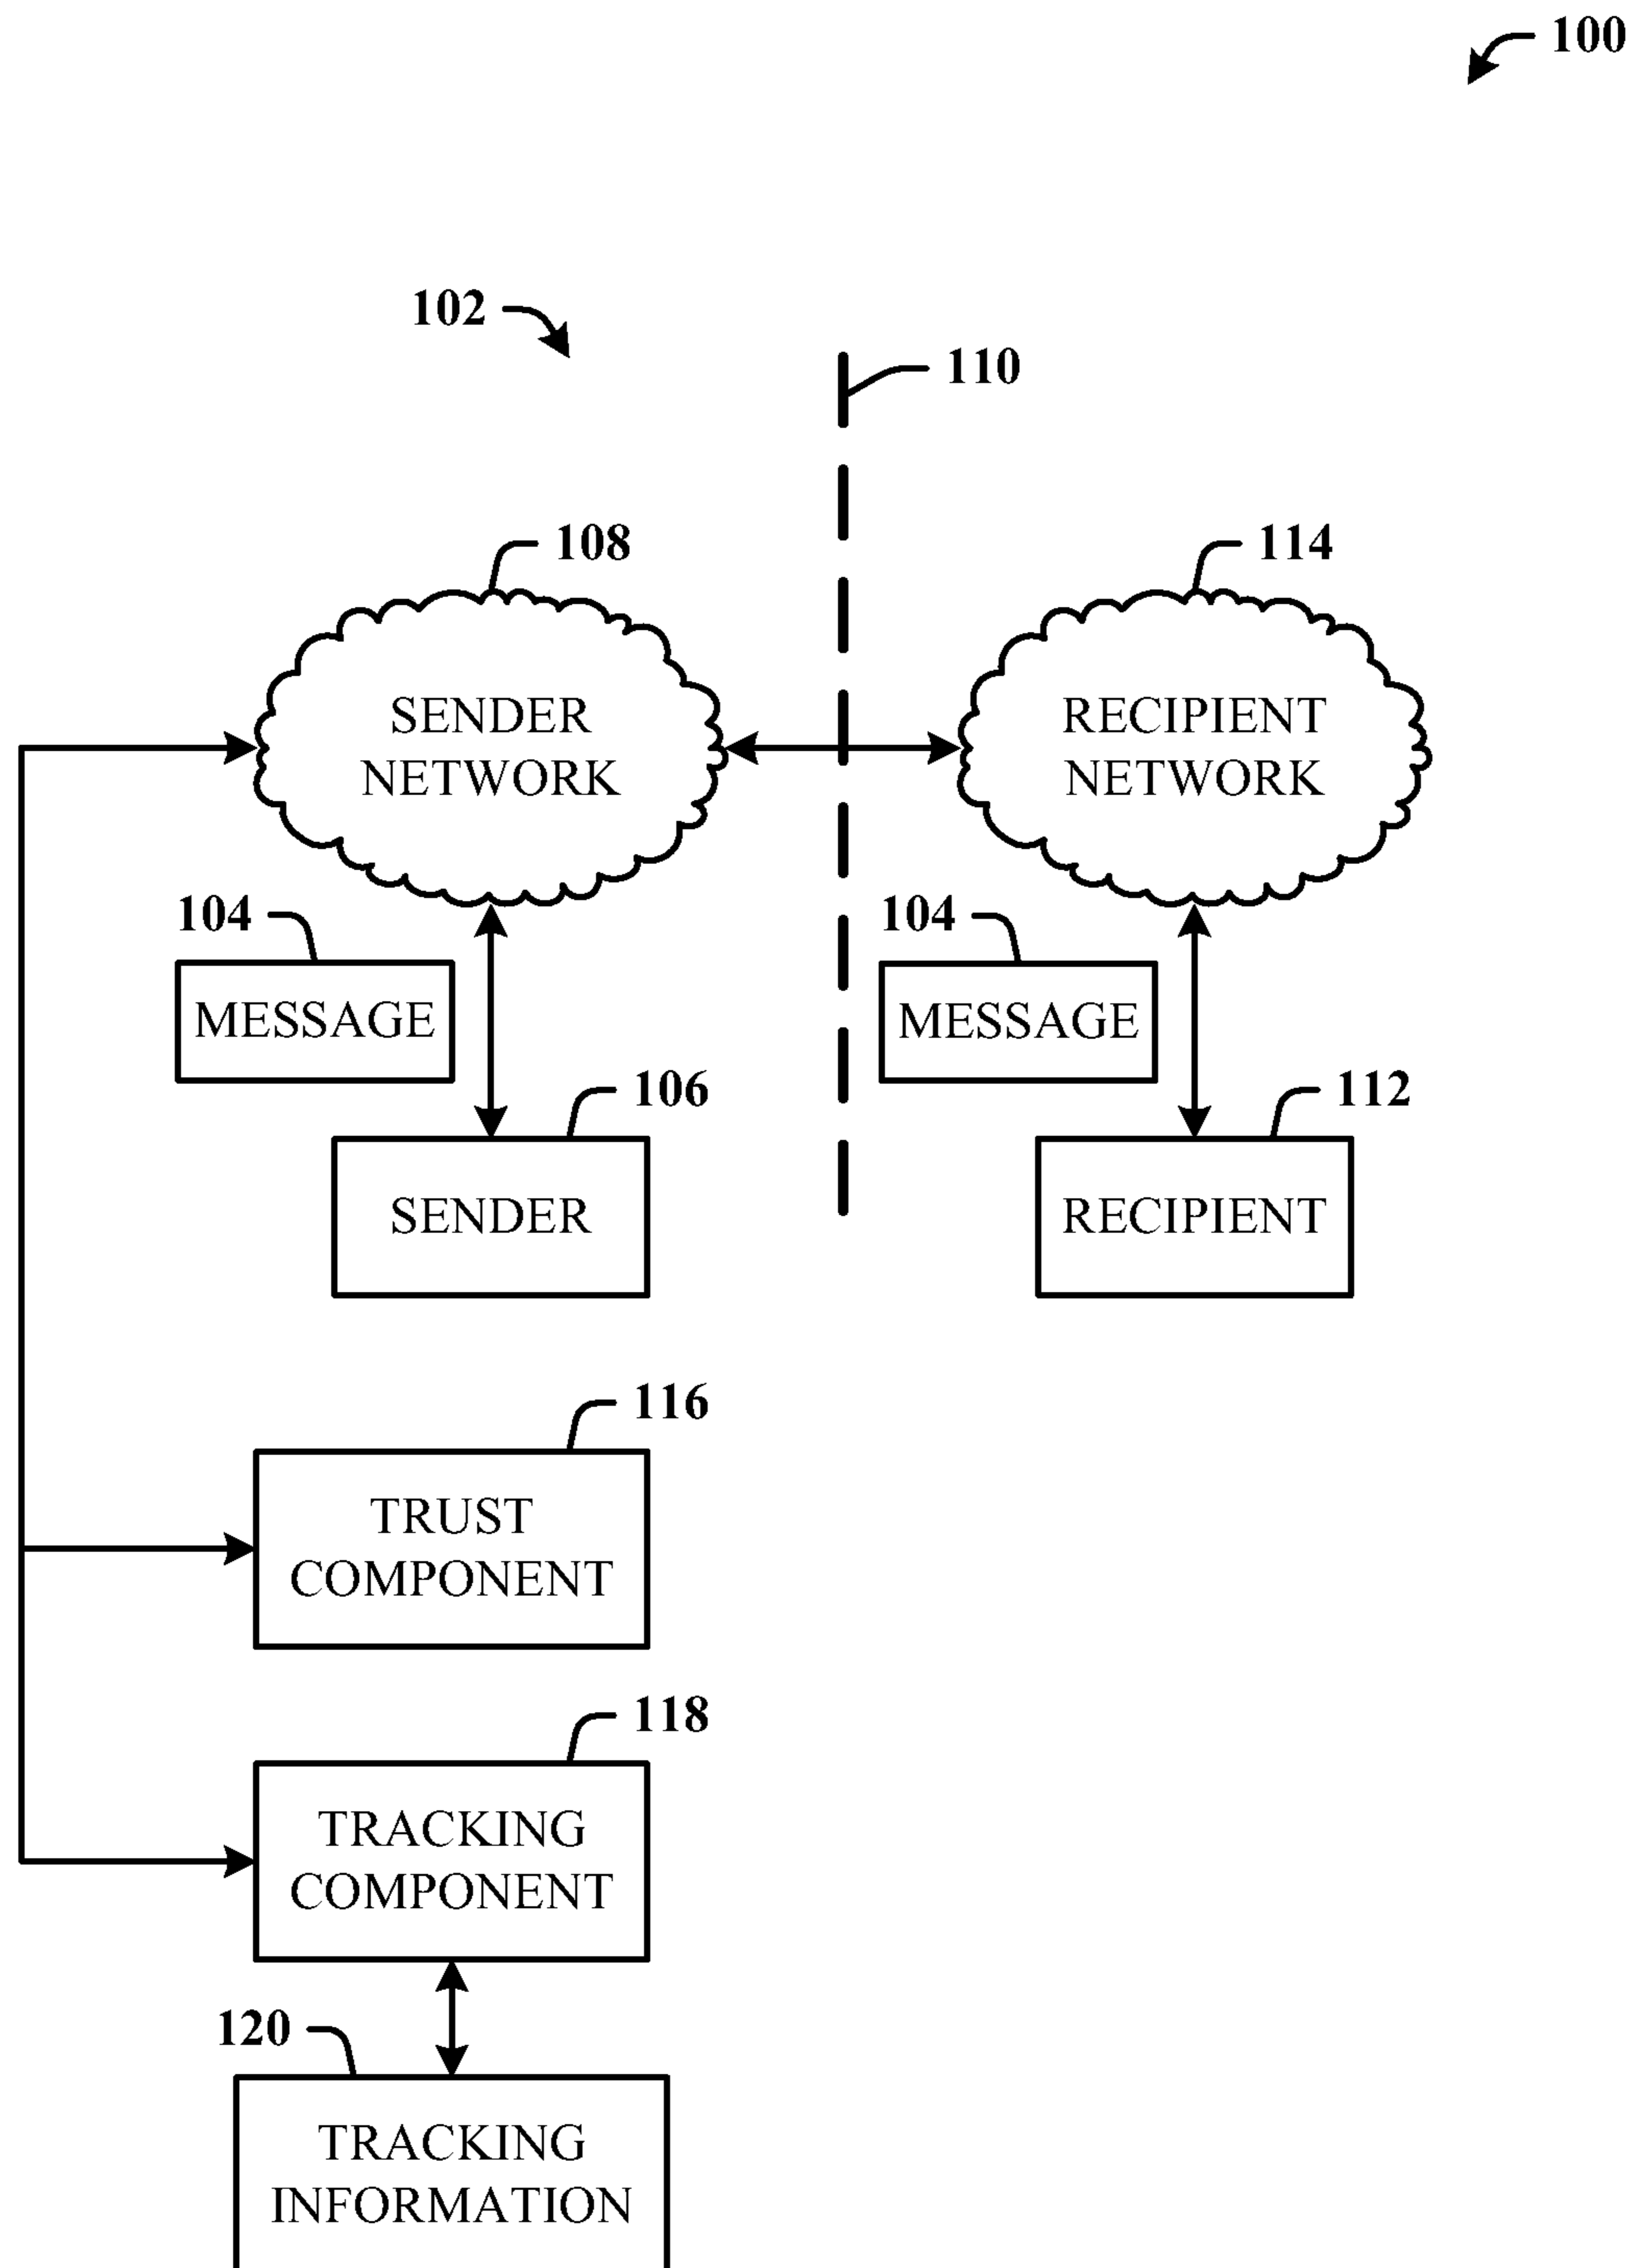 100
102
110
108
114
SENDER
NETWORK
RECIPIENT
NETWORK
104
104
MESSAGE
MESSAGE
106
112
SENDER
RECIPIENT
116
TRUST
COMPONENT
118
TRACKING
COMPONENT
120
TRACKING
INFORMATION